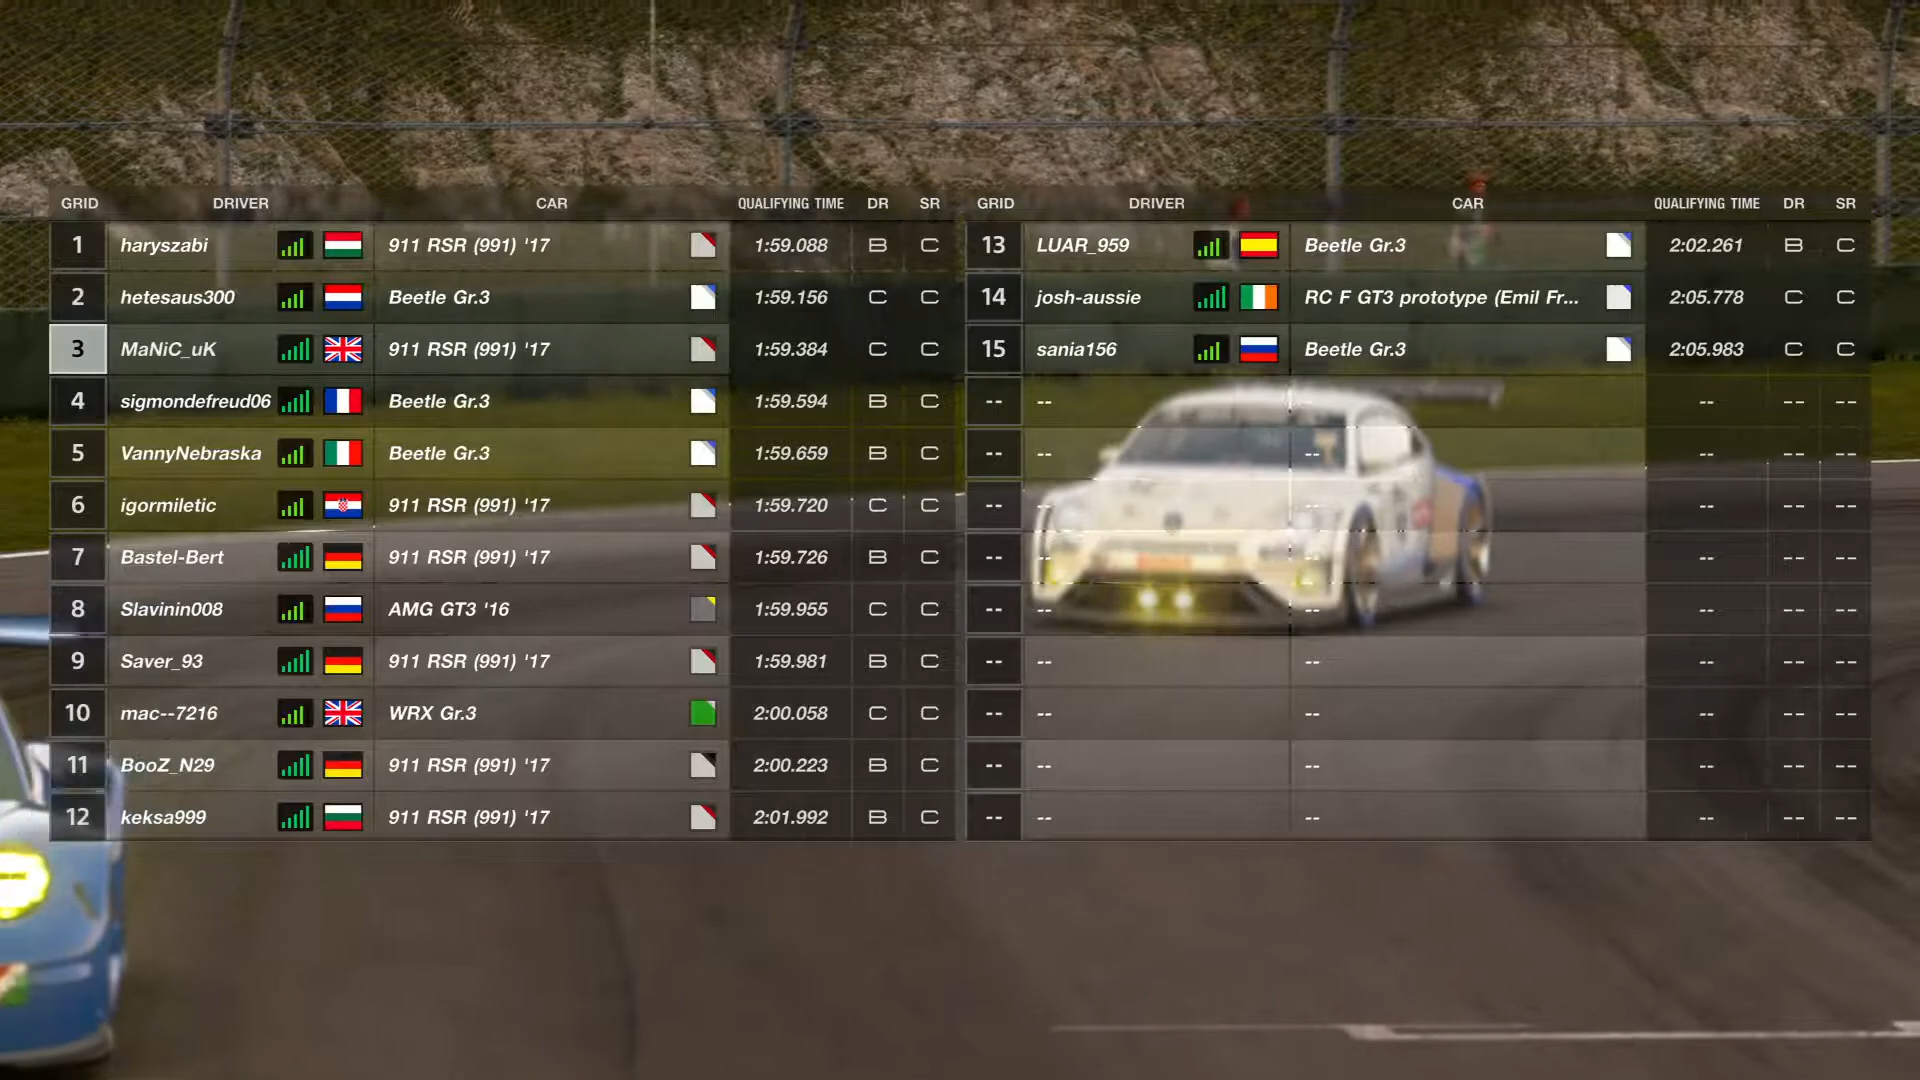 GRID DRIVER CAR QUALIFYING TIME DR SR
1 haryszabi 911 RSR (991) '17 1:59.088 B C
2 hetesaus300 Beetle Gr.3 1:59.156 C C
3 MaNiC_uK 911 RSR (991) '17 1:59.384 C C
4 sigmondefreud06 Beetle Gr.3 1:59.594 B C
5 VannyNebraska Beetle Gr.3 1:59.659 B C
6 igormiletic 911 RSR (991) '17 1:59.720 C C
7 Bastel-Bert 911 RSR (991) '17 1:59.726 B C
8 Slavinin008 AMG GT3 '16 1:59.955 C C
9 Saver_93 911 RSR (991) '17 1:59.981 B C
10 mac--7216 WRX Gr.3 2:00.058 C C
11 BooZ_N29 911 RSR (991) '17 2:00.223 B C
12 keksa999 911 RSR (991) '17 2:01.992 B C
GRID DRIVER CAR QUALIFYING TIME DR SR
13 LUAR_959 Beetle Gr.3 2:02.261 B C
14 josh-aussie RC F GT3 prototype (Emil Fr... 2:05.778 C C
15 sania156 Beetle Gr.3 2:05.983 C C
-- -- -- -- -- --
-- -- -- -- -- --
-- -- -- -- -- --
-- -- -- -- -- --
-- -- -- -- -- --
-- -- -- -- -- --
-- -- -- -- -- --
-- -- -- -- -- --
-- -- -- -- -- --